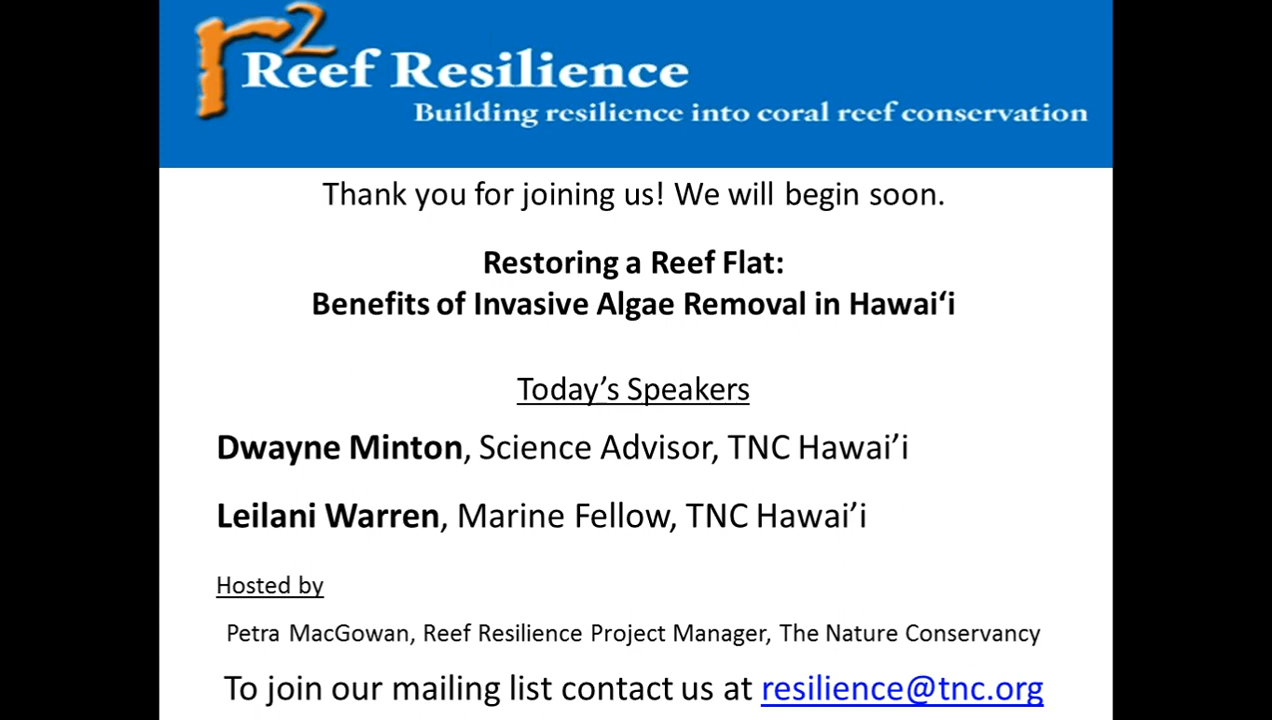 r2
Reef Resilience
Building resilience into coral reef conservation
Thank you for joining us! We will begin soon.
Restoring a Reef Flat:
Benefits of Invasive Algae Removal in Hawai‘i
Today’s Speakers
Dwayne Minton, Science Advisor, TNC Hawai’i
Leilani Warren, Marine Fellow, TNC Hawai’i
Hosted by
Petra MacGowan, Reef Resilience Project Manager, The Nature Conservancy
To join our mailing list contact us at resilience@tnc.org